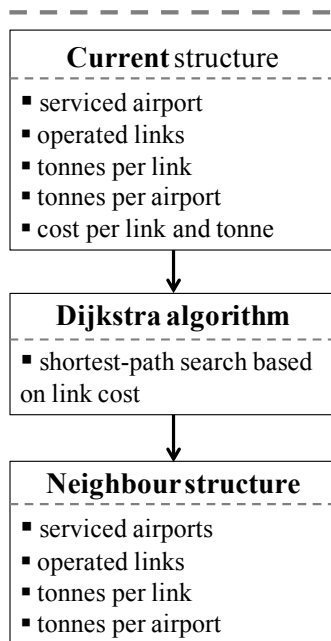 Current structure
▪ serviced airport
▪ operated links
▪ tonnes per link
▪ tonnes per airport
▪ cost per link and tonne
Dijkstra algorithm
▪ shortest-path search based
on link cost
Neighbour structure
▪ serviced airports
▪ operated links
▪ tonnes per link
▪ tonnes per airport